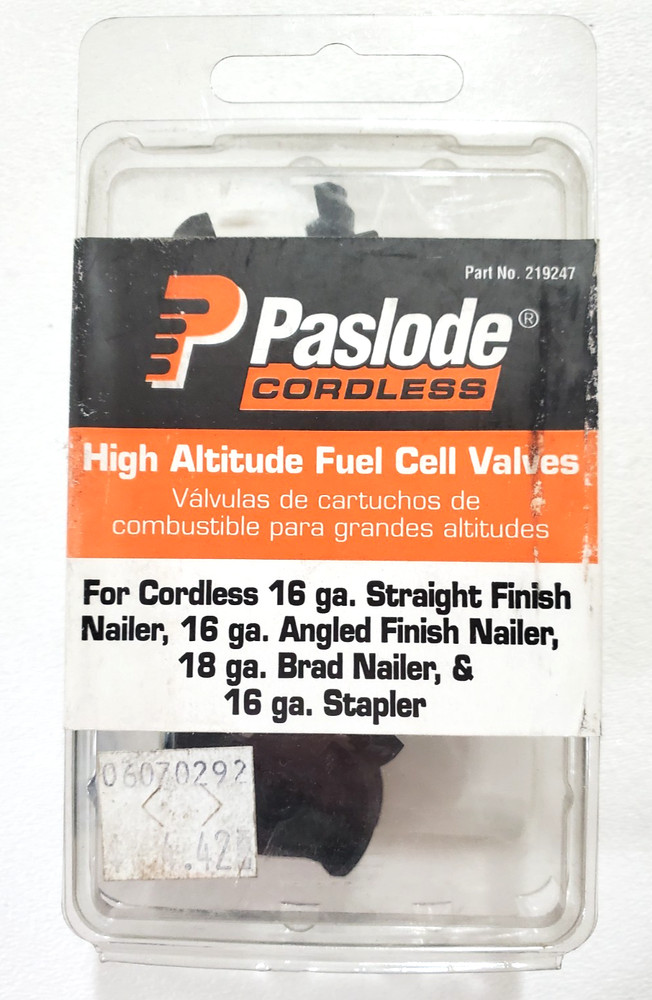 Part No. 219247
Paslode®
CORDLESS
High Altitude Fuel Cell Valves
Válvulas de cartuchos de
combustible para grandes altitudes
For Cordless 16 ga. Straight Finish
Nailer, 16 ga. Angled Finish Nailer,
18 ga. Brad Nailer, &
16 ga. Stapler
06070292